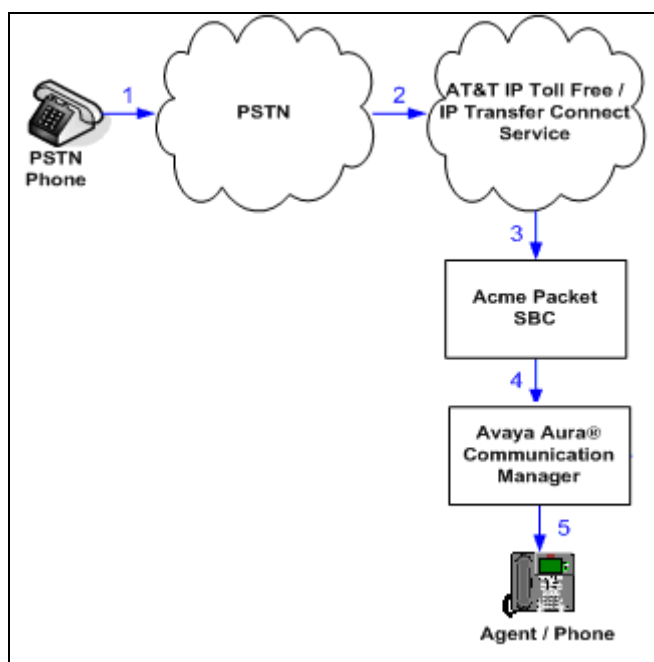 1
PSTN
Phone
PSTN
2
AT&T IP Toll Free /
IP Transfer Connect
Service
3
Acme Packet
SBC
4
Avaya Aura®
Communication
Manager
5
Agent / Phone